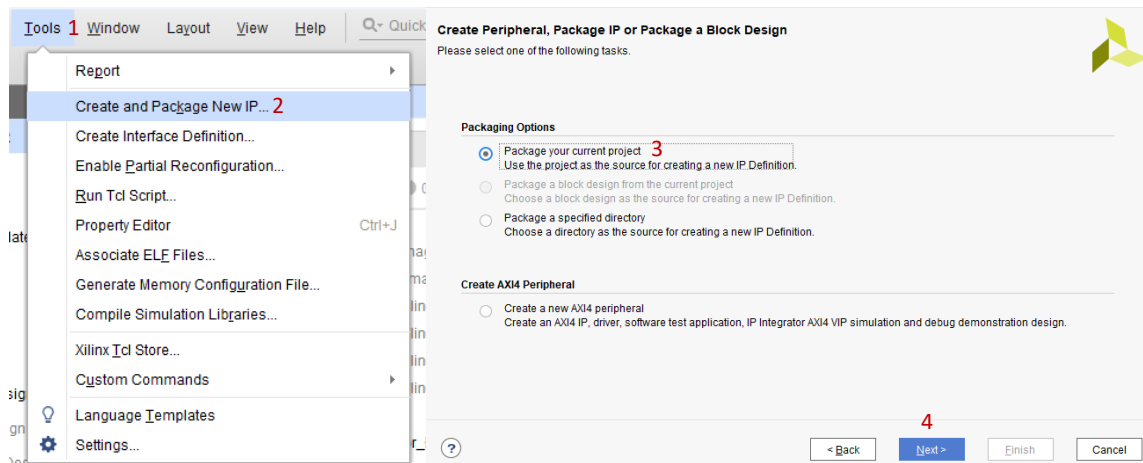 Tools 1 Window Layout View Help Quick
Report
Create and Package New IP... 2
Create Interface Definition...
Enable Partial Reconfiguration...
Run Tcl Script...
Property Editor Ctrl+J
Associate ELF Files...
Generate Memory Configuration File...
Compile Simulation Libraries...
Xilinx Tcl Store...
Custom Commands
Language Templates
Settings...
Create Peripheral, Package IP or Package a Block Design
Please select one of the following tasks.
Packaging Options
Package your current project 3
Use the project as the source for creating a new IP Definition.
Package a block design from the current project
Choose a block design as the source for creating a new IP Definition.
Package a specified directory
Choose a directory as the source for creating a new IP Definition.
Create AXI4 Peripheral
Create a new AXI4 peripheral
Create an AXI4 IP, driver, software test application, IP Integrator AXI4 VIP simulation and debug demonstration design.
4
? < Back Next > Finish Cancel